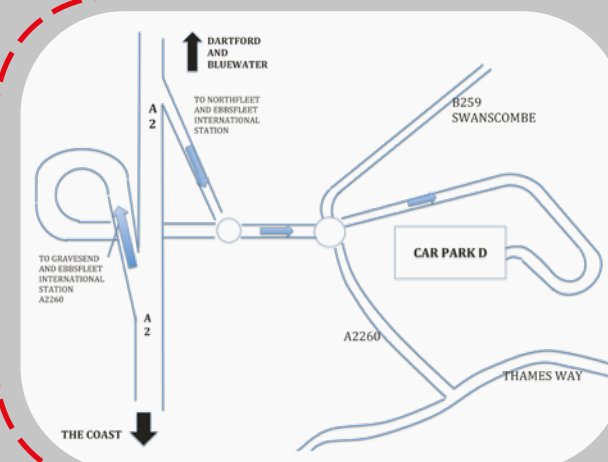 DARTFORD
AND
BLUEWATER
A
2
TO NORTHFLEET
AND EBBSFLEET
INTERNATIONAL
STATION
B259
SWANSCOMBE
CAR PARK D
TO GRAVESEND
AND EBBSFLEET
INTERNATIONAL
STATION
A2260
A
2
A2260
THAMES WAY
THE COAST